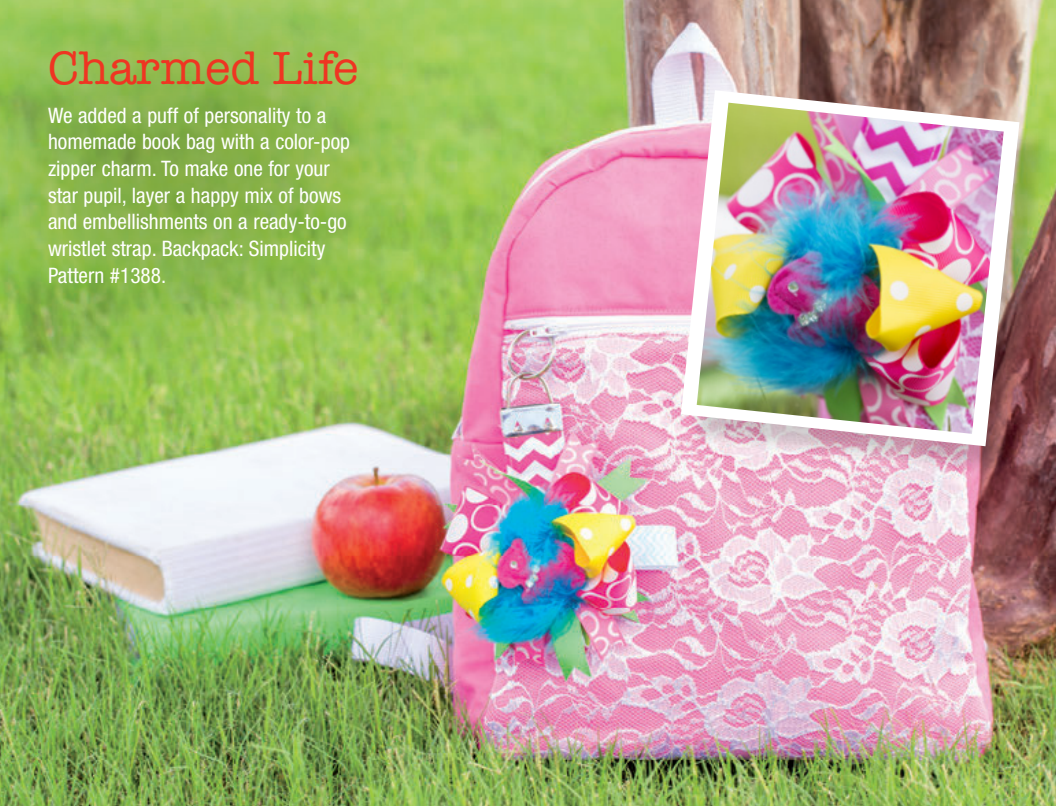 Charmed Life
We added a puff of personality to a
homemade book bag with a color-pop
zipper charm. To make one for your
star pupil, layer a happy mix of bows
and embellishments on a ready-to-go
wristlet strap. Backpack: Simplicity
Pattern #1388.